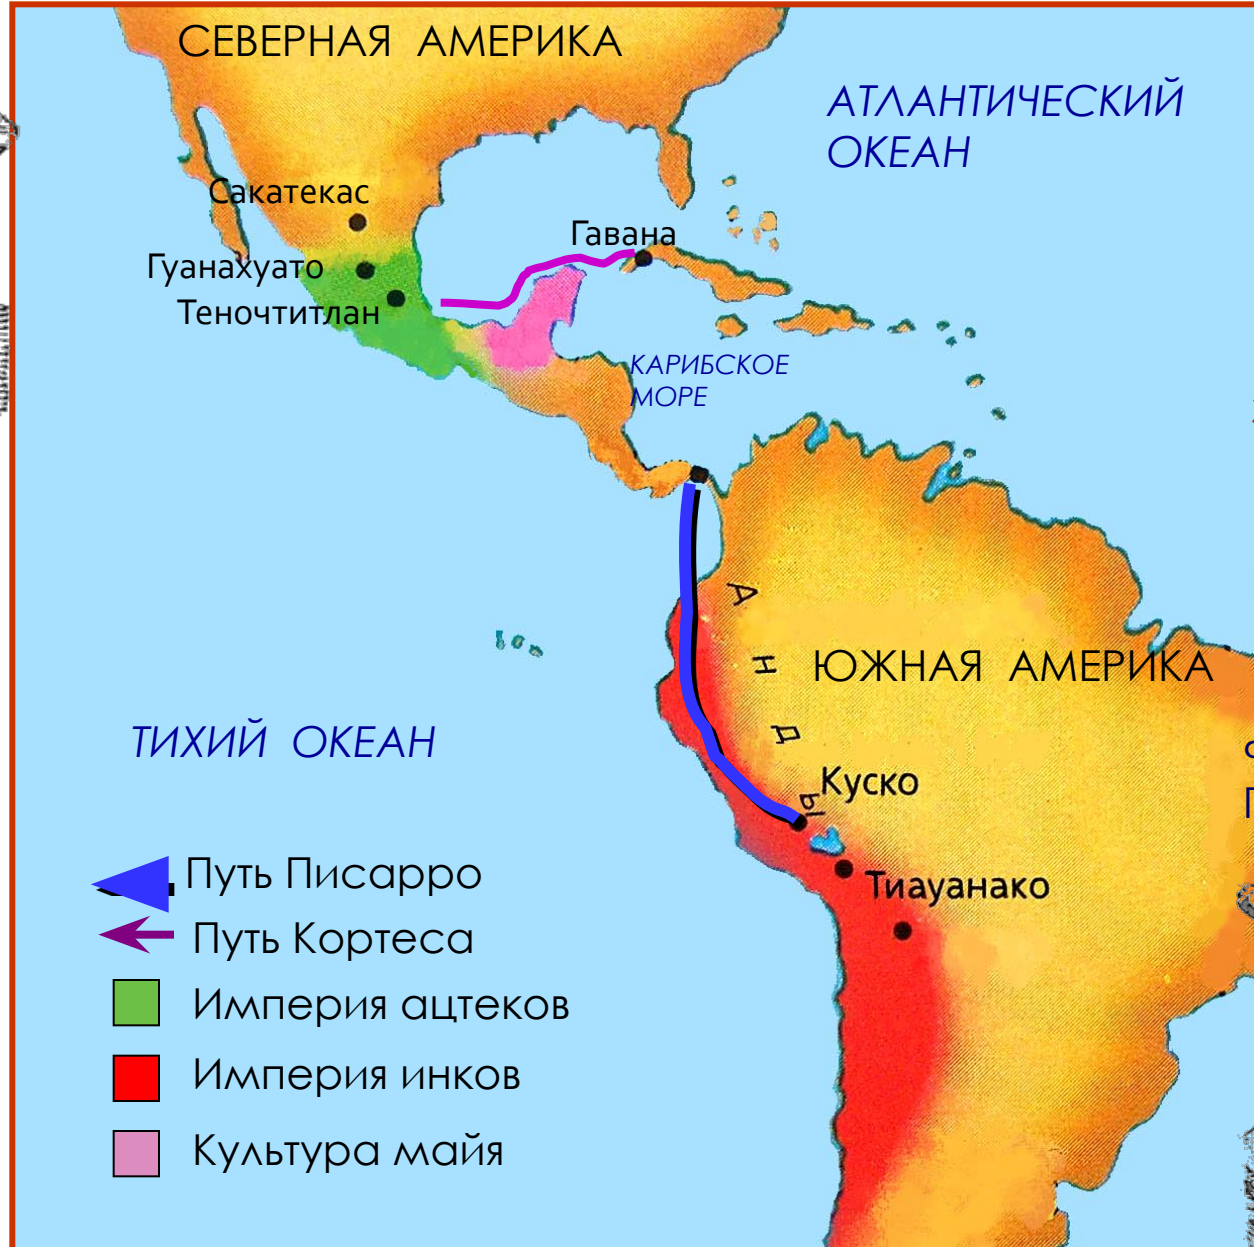 СЕВЕРНАЯ АМЕРИКА
АТЛАНТИЧЕСКИЙ
ОКЕАН
Сакатекас
Гавана
Гуанахуато
Теночтитлан
КАРИБСКОЕ
МОРЕ
А
Н
Д
Ы
ЮЖНАЯ АМЕРИКА
ТИХИЙ ОКЕАН
Куско
Тиауанако
Путь Писарро
Путь Кортеса
Империя ацтеков
Империя инков
Культура майя